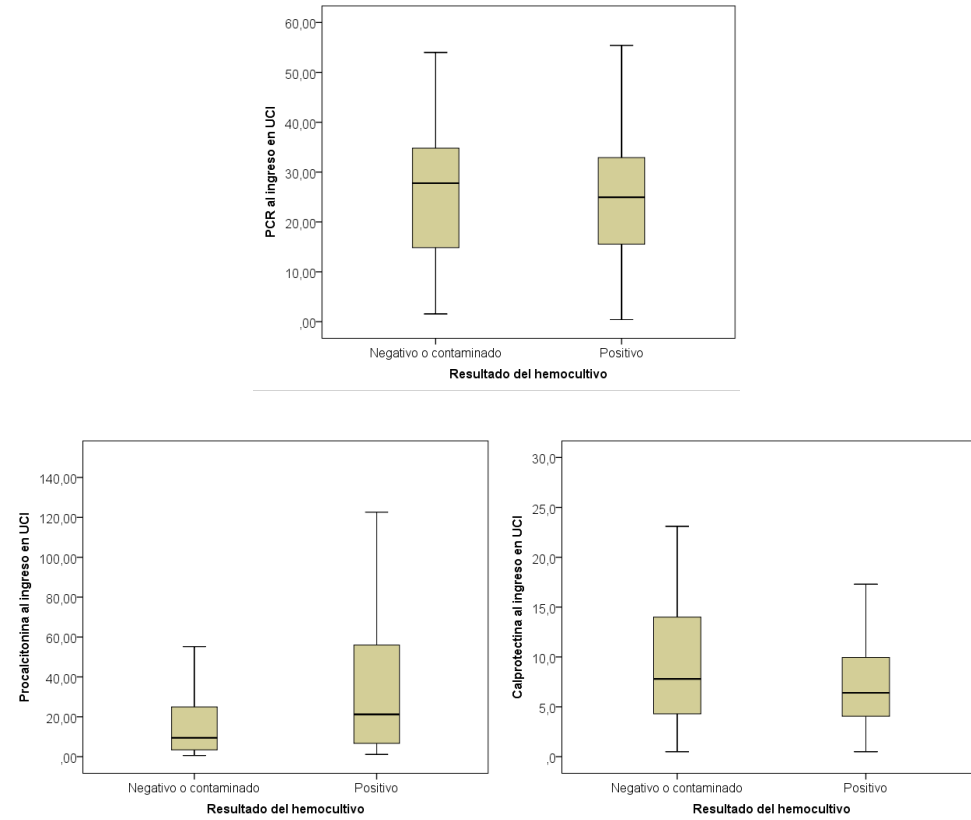 PCR al ingreso en UCI
60,00
50,00
40,00
30,00
20,00
10,00
,00
Negativo o contaminado Positivo
Resultado del hemocultivo
Procalcitonina al ingreso en UCI
140,00
120,00
100,00
80,00
60,00
40,00
20,00
,00
Negativo o contaminado Positivo
Resultado del hemocultivo
Calprotectina al ingreso en UCI
30,0
25,0
20,0
15,0
10,0
5,0
,0
Negativo o contaminado Positivo
Resultado del hemocultivo